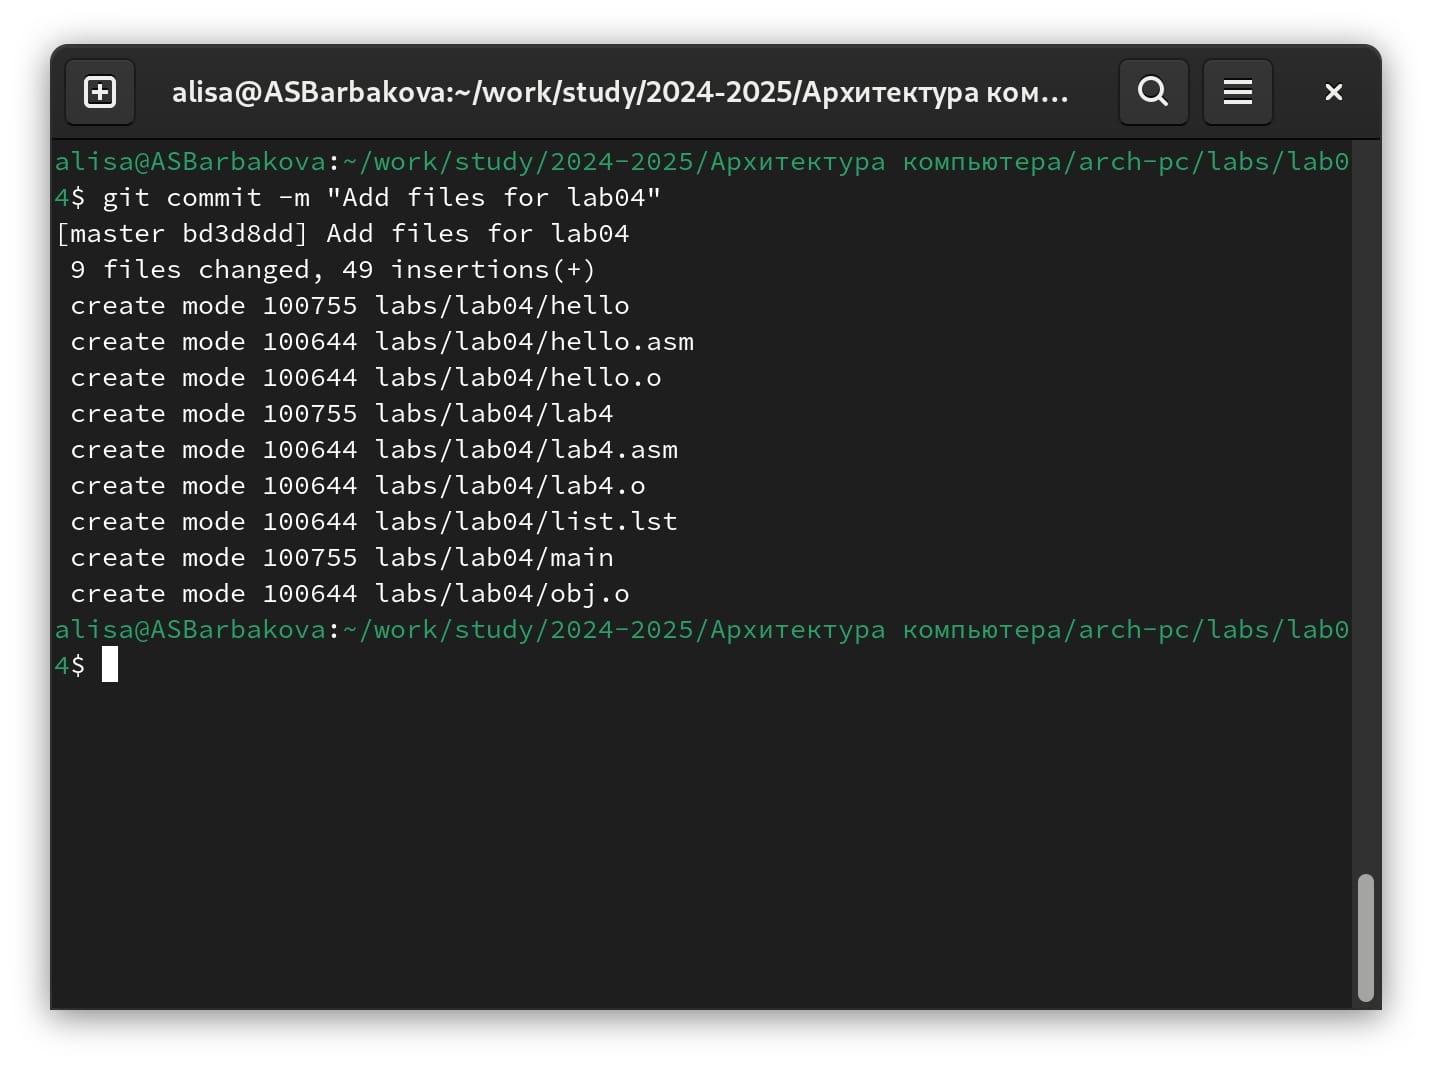 alisa@ASBarbakova:~/work/study/2024-2025/Архитектура ком...
alisa@ASBarbakova:~/work/study/2024-2025/Архитектура компьютера/arch-pc/labs/lab0
4$ git commit -m "Add files for lab04"
[master bd3d8dd] Add files for lab04
 9 files changed, 49 insertions(+)
 create mode 100755 labs/lab04/hello
 create mode 100644 labs/lab04/hello.asm
 create mode 100644 labs/lab04/hello.o
 create mode 100755 labs/lab04/lab4
 create mode 100644 labs/lab04/lab4.asm
 create mode 100644 labs/lab04/lab4.o
 create mode 100644 labs/lab04/list.lst
 create mode 100755 labs/lab04/main
 create mode 100644 labs/lab04/obj.o
alisa@ASBarbakova:~/work/study/2024-2025/Архитектура компьютера/arch-pc/labs/lab0
4$